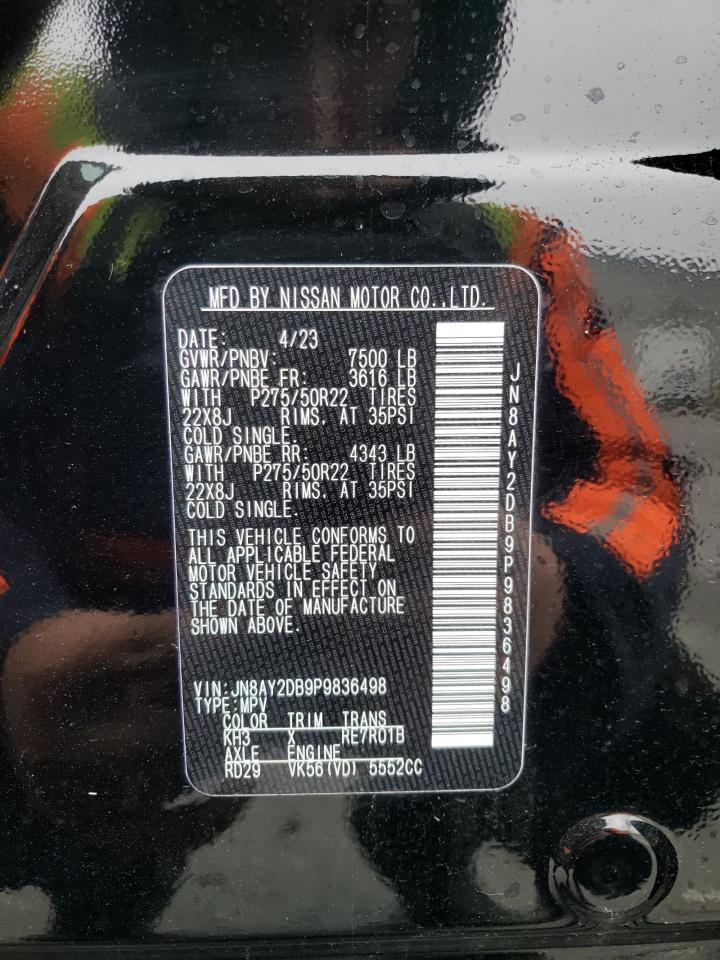 MFD BY NISSAN MOTOR CO.,LTD.
DATE: 4/23
GVWR/PNBV: 7500 LB
GAWR/PNBE FR: 3616 LB
WITH P275/50R22 TIRES
22X8J RIMS, AT 35PSI
COLD SINGLE.
GAWR/PNBE RR: 4343 LB
WITH P275/50R22 TIRES
22X8J RIMS, AT 35PSI
COLD SINGLE.
THIS VEHICLE CONFORMS TO
ALL APPLICABLE FEDERAL
MOTOR VEHICLE SAFETY
STANDARDS IN EFFECT ON
THE DATE OF MANUFACTURE
SHOWN ABOVE.
VIN:JN8AY2DB9P9836498
TYPE:MPV
COLOR TRIM TRANS
KH3 X RE7R01B
AXLE ENGINE
RD29 VK56(VD) 5552CC
JN8AY2DB9P9836498